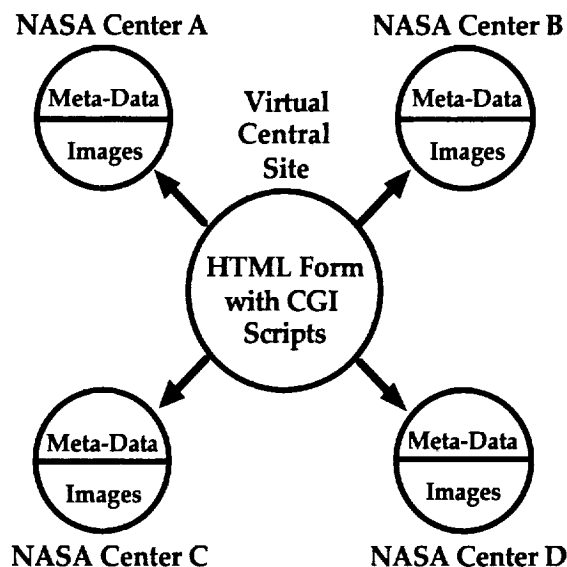 NASA Center A
Meta-Data
Images
NASA Center B
Meta-Data
Images
Virtual
Central
Site
HTML Form
with CGI
Scripts
Meta-Data
Images
NASA Center C
Meta-Data
Images
NASA Center D